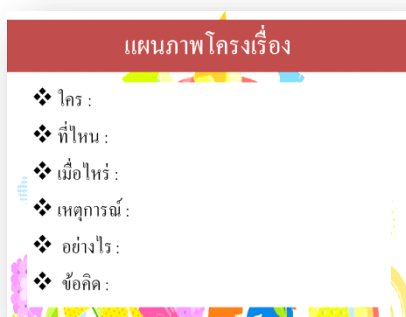 แผนภาพโครงเรื่อง
❖ ใคร :
❖ ที่ไหน :
❖ เมื่อไหร่ :
❖ เหตุการณ์ :
❖ อย่างไร :
❖ ข้อคิด :